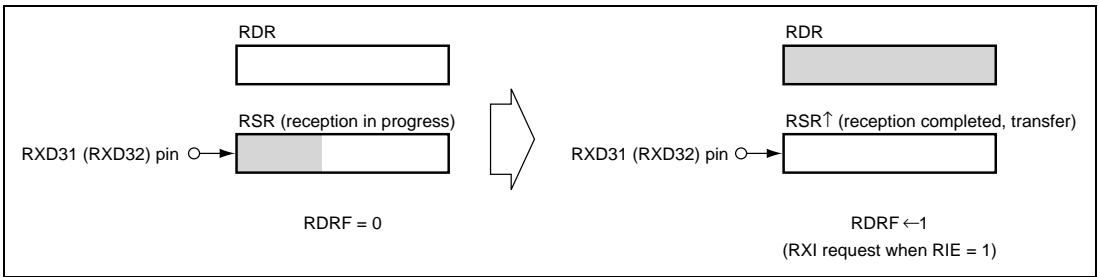 RDR
RSR (reception in progress)
RXD31 (RXD32) pin
RDRF = 0
RDR
RSR↑ (reception completed, transfer)
RXD31 (RXD32) pin
RDRF ←1
(RXI request when RIE = 1)